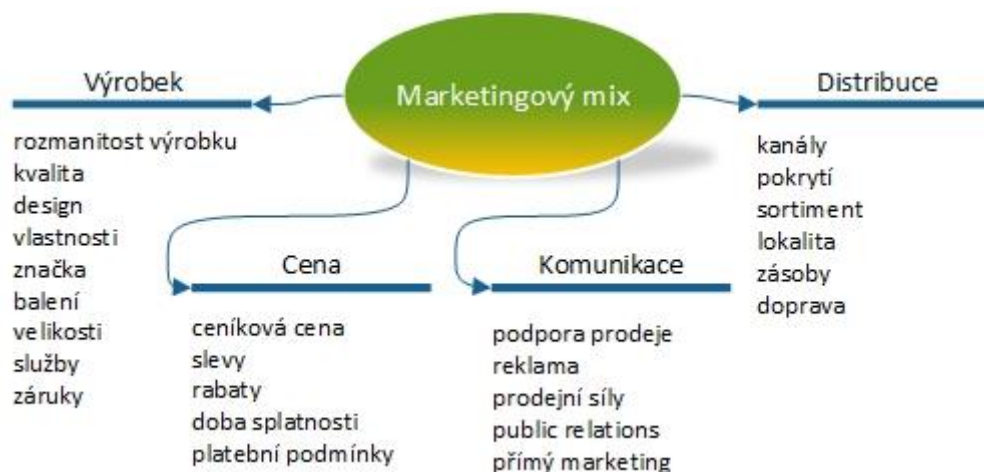 Marketingový mix
Výrobek
rozmanitost výrobku
kvalita
design
vlastnosti
značka
balení
velikosti
služby
záruky
Cena
ceníková cena
slevy
rabaty
doba splatnosti
platební podmínky
Komunikace
podpora prodeje
reklama
prodejní síly
public relations
přímý marketing
Distribuce
kanály
pokrytí
sortiment
lokalita
zásoby
doprava